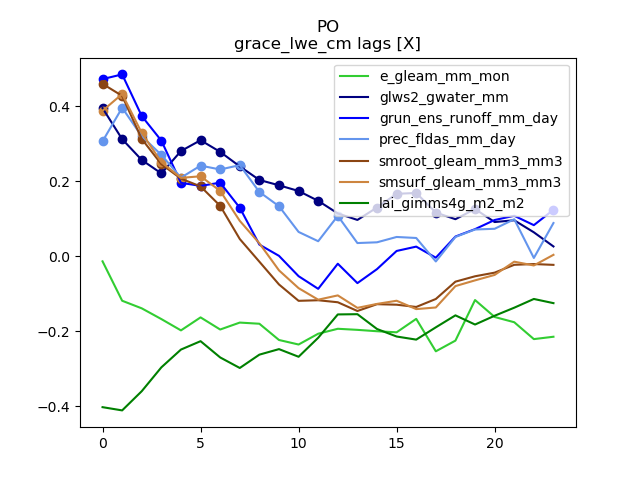 PO
grace_lwe_cm lags [X]
e_gleam_mm_mon
glws2_gwater_mm
grun_ens_runoff_mm_day
prec_fldas_mm_day
smroot_gleam_mm3_mm3
smsurf_gleam_mm3_mm3
lai_gimms4g_m2_m2
0.4
0.2
0.0
−0.2
−0.4
0
5
10
15
20